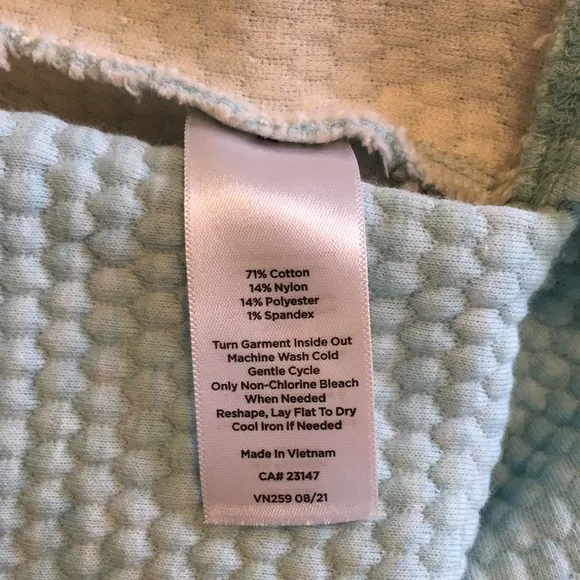 71% Cotton
14% Nylon
14% Polyester
1% Spandex
Turn Garment Inside Out
Machine Wash Cold
Gentle Cycle
Only Non-Chlorine Bleach
When Needed
Reshape, Lay Flat To Dry
Cool Iron If Needed
Made in Vietnam
CA# 23147
VN259 08/21